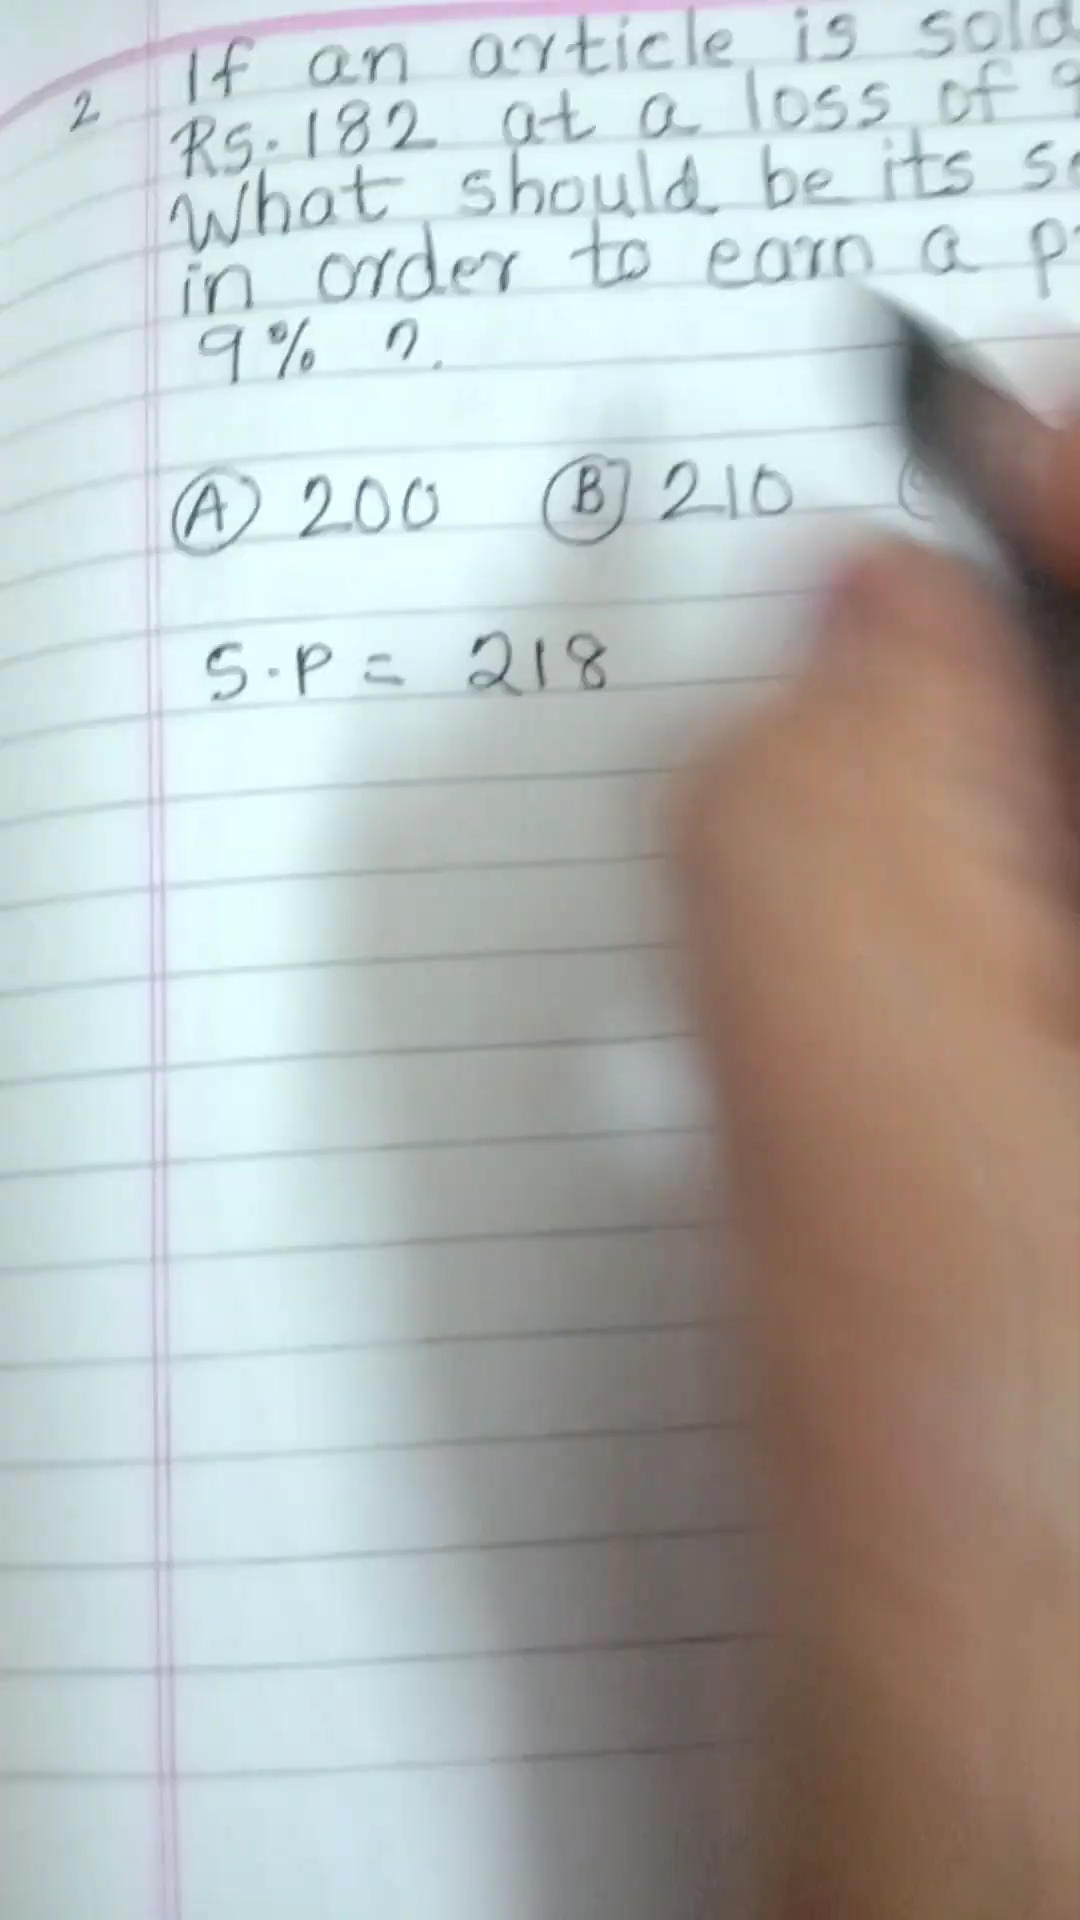 2 If an article is sold
Rs. 182 at a loss of
What should be its
in order to earn a
9% ?.
A 200 B 210
S.P = 218